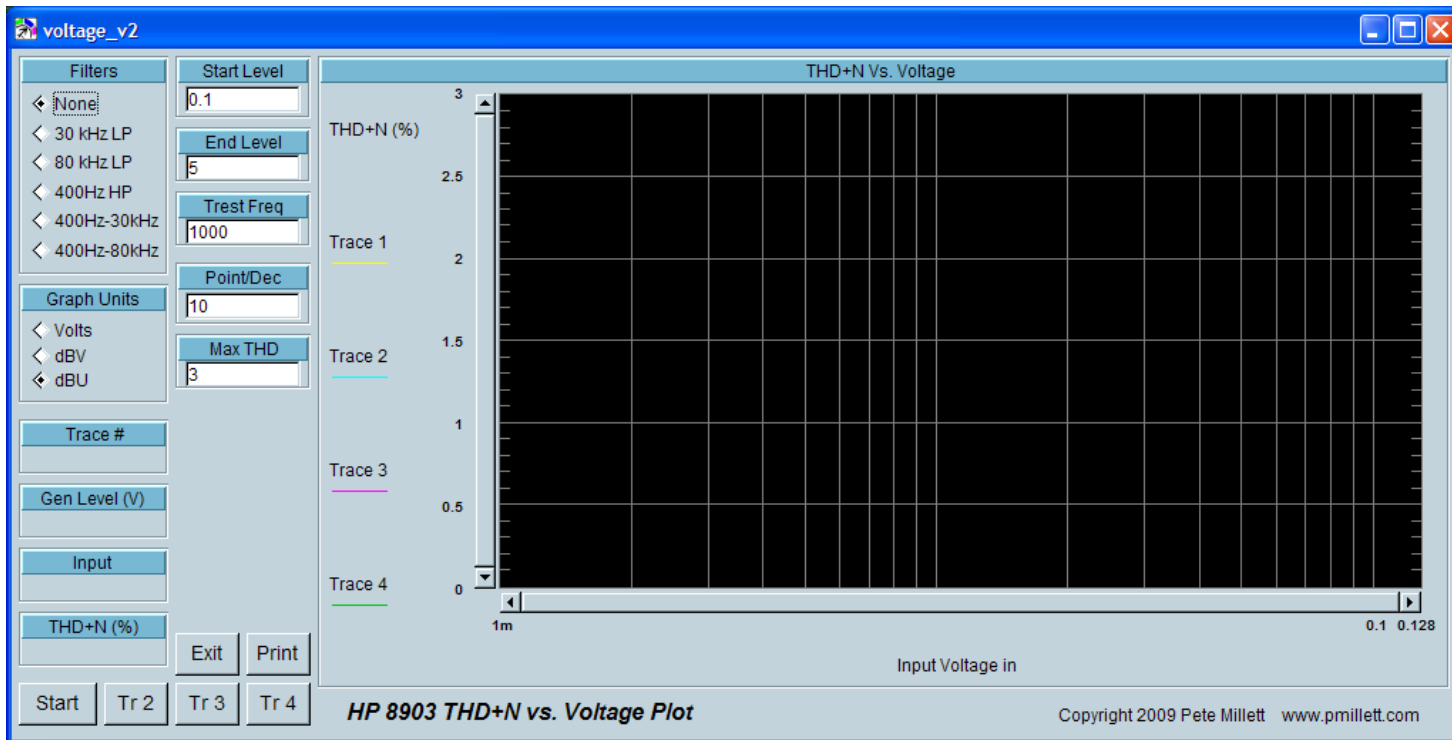 voltage_v2
Filters
None
30 kHz LP
80 kHz LP
400Hz HP
400Hz-30kHz
400Hz-80kHz
Graph Units
Volts
dBV
dBU
Trace #
Gen Level (V)
Input
THD+N (%)
Start Level
0.1
End Level
5
Trest Freq
1000
Point/Dec
10
Max THD
3
Exit Print
Start Tr 2 Tr 3 Tr 4
THD+N Vs. Voltage
THD+N (%)
Trace 1
Trace 2
Trace 3
Trace 4
3
2.5
2
1.5
1
0.5
0
1m 0.1 0.128
Input Voltage in
HP 8903 THD+N vs. Voltage Plot
Copyright 2009 Pete Millett www.pmillett.com